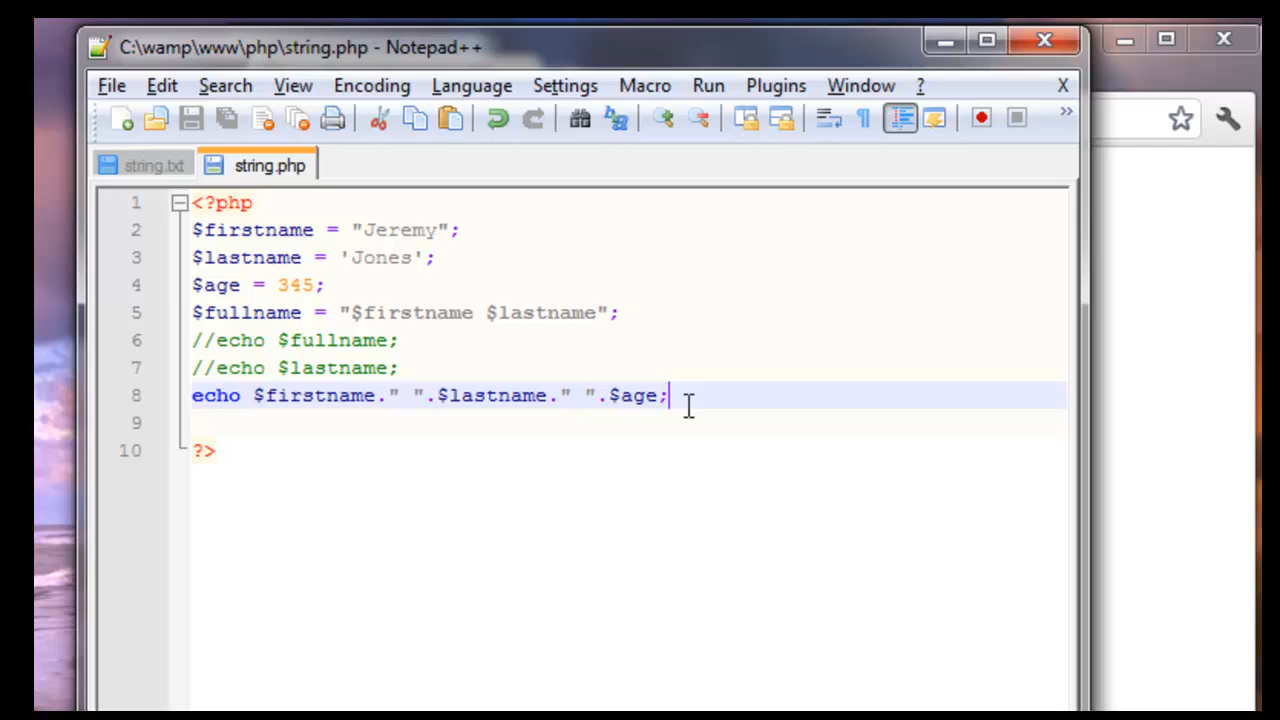 C:\wamp\www\php\string.php - Notepad++
File Edit Search View Encoding Language Settings Macro Run Plugins Window ? X
string.txt string.php
1 <?php
2 $firstname = "Jeremy";
3 $lastname = 'Jones';
4 $age = 345;
5 $fullname = "$firstname $lastname";
6 //echo $fullname;
7 //echo $lastname;
8 echo $firstname." ".$lastname." ".$age;
9
10 ?>